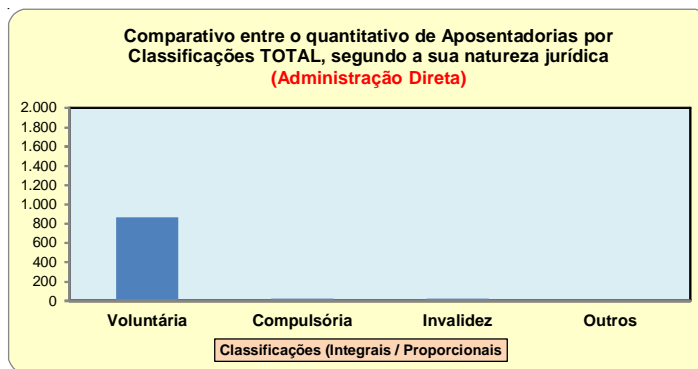 Comparativo entre o quantitativo de Aposentadorias por
Classificações TOTAL, segundo a sua natureza jurídica
(Administração Direta)
2.000
1.800
1.600
1.400
1.200
1.000
800
600
400
200
0
Voluntária Compulsória Invalidez Outros
Classificações (Integrais / Proporcionais